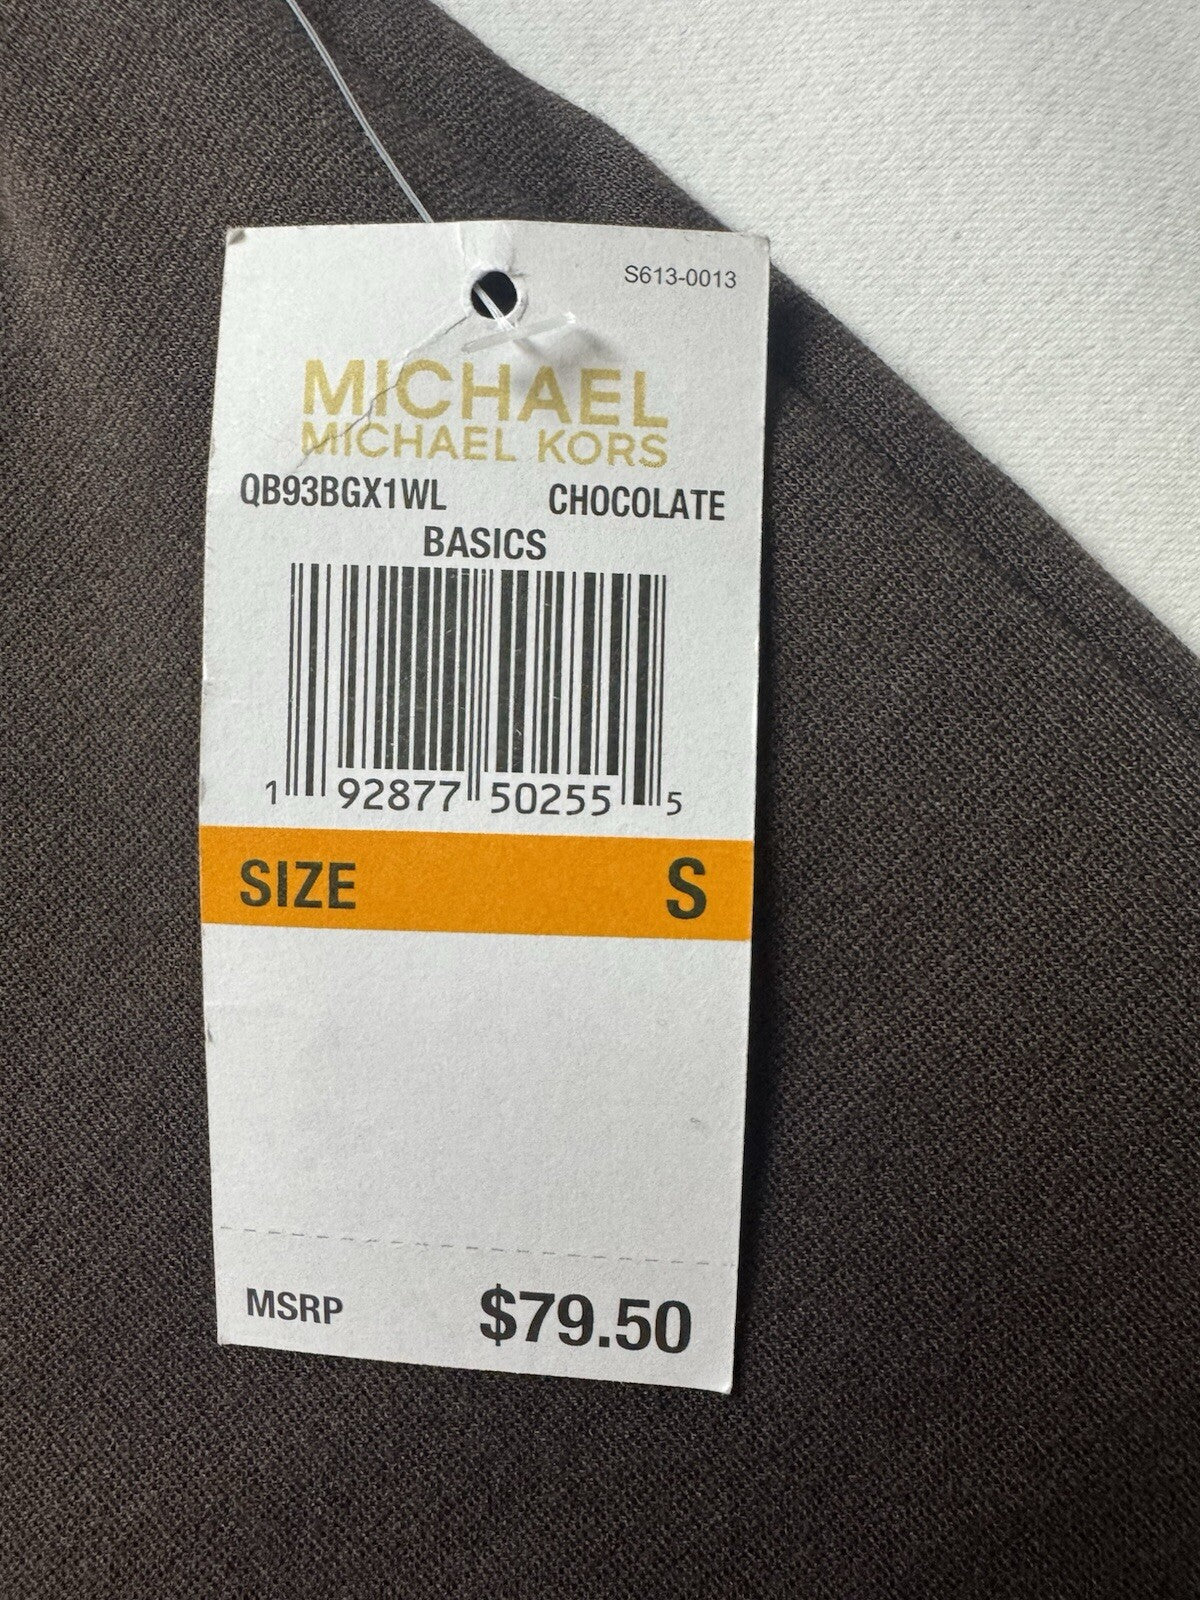 S613-0013
MICHAEL
MICHAEL KORS
QB93BGX1WL CHOCOLATE
BASICS
1 92877 50255 5
SIZE S
MSRP $79.50